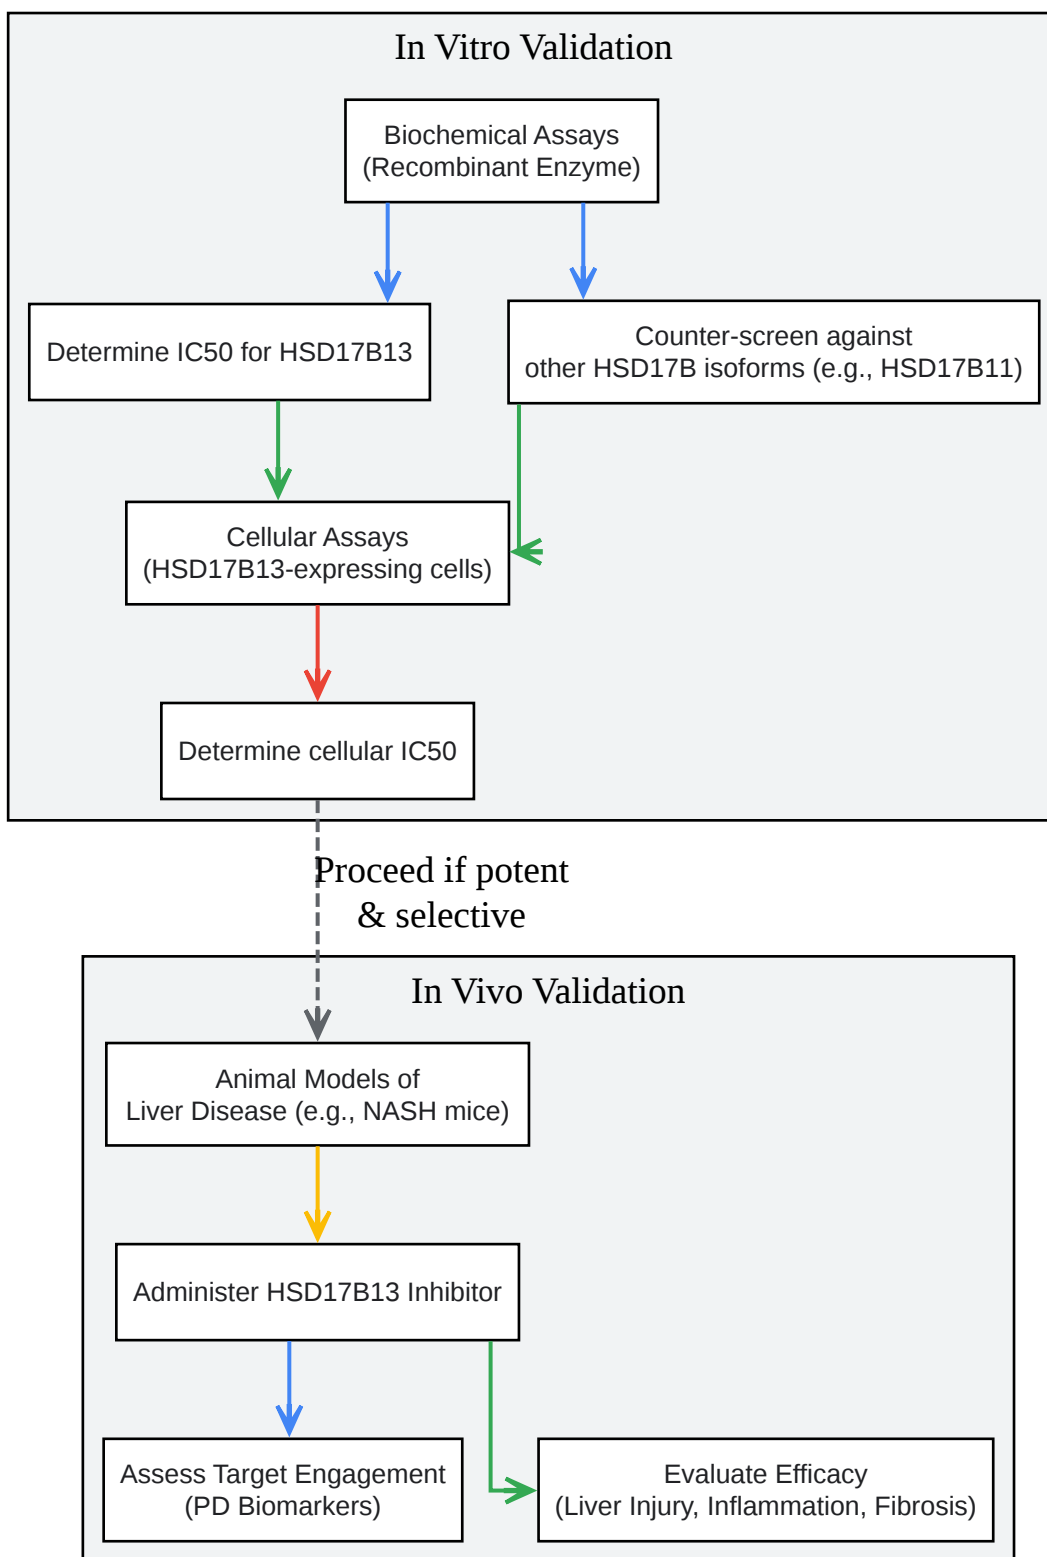 In Vitro Validation
Biochemical Assays
(Recombinant Enzyme)
Determine IC50 for HSD17B13
Counter-screen against
other HSD17B isoforms (e.g., HSD17B11)
Cellular Assays
(HSD17B13-expressing cells)
Determine cellular IC50
Proceed if potent
& selective
In Vivo Validation
Animal Models of
Liver Disease (e.g., NASH mice)
Administer HSD17B13 Inhibitor
Assess Target Engagement
(PD Biomarkers)
Evaluate Efficacy
(Liver Injury, Inflammation, Fibrosis)